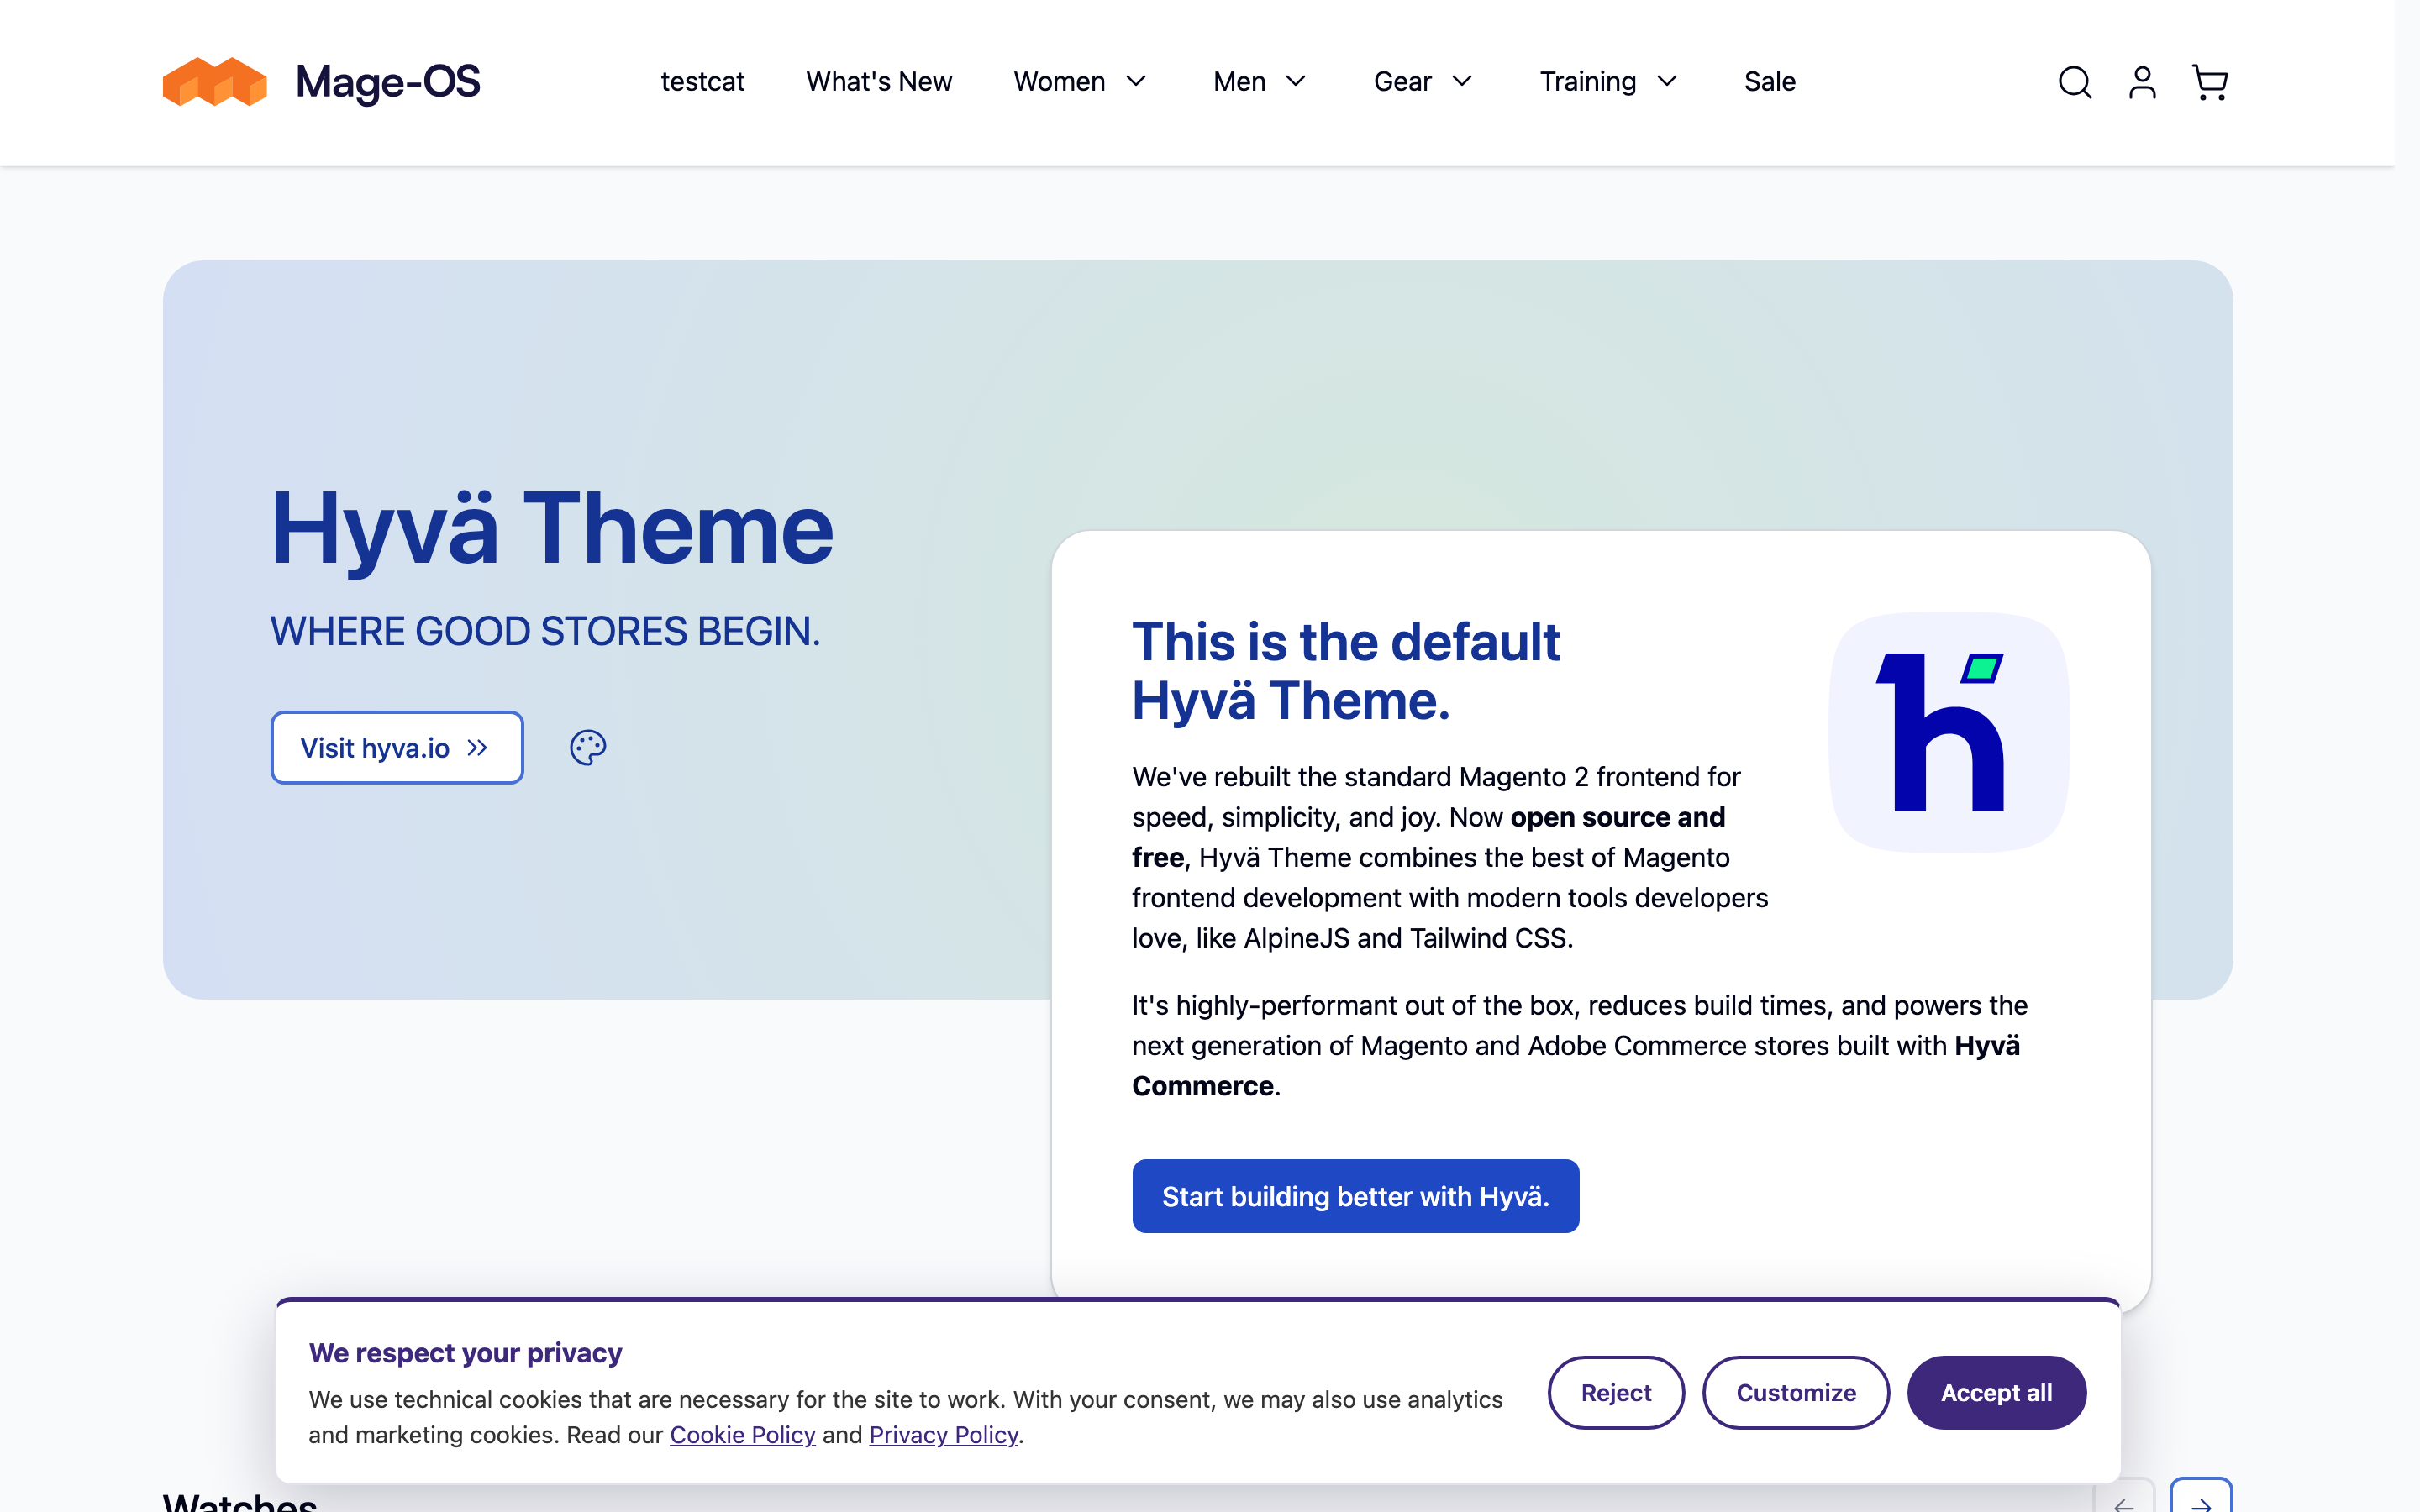 Mage-OS
testcat
What's New
Women
Men
Gear
Training
Sale
Hyvä Theme
WHERE GOOD STORES BEGIN.
Visit hyva.io
This is the default
Hyvä Theme.
We've rebuilt the standard Magento 2 frontend for
speed, simplicity, and joy. Now open source and
free, Hyvä Theme combines the best of Magento
frontend development with modern tools developers
love, like AlpineJS and Tailwind CSS.
It's highly-performant out of the box, reduces build times, and powers the
next generation of Magento and Adobe Commerce stores built with Hyvä
Commerce.
Start building better with Hyvä.
We respect your privacy
We use technical cookies that are necessary for the site to work. With your consent, we may also use analytics
and marketing cookies. Read our Cookie Policy and Privacy Policy.
Reject
Customize
Accept all
Watches